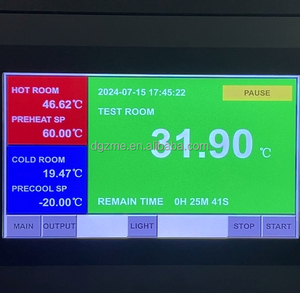 HOT ROOM
46.62℃
PREHEAT SP
60.00℃
COLD ROOM
19.47℃
PRECOOL SP
-20.00℃
2024-07-15 17:45:22
PAUSE
TEST ROOM
31.90 ℃
dgzme.en.alibaba.com
REMAIN TIME 0H 25M 41S
MAIN
OUTPUT
LIGHT
STOP
START